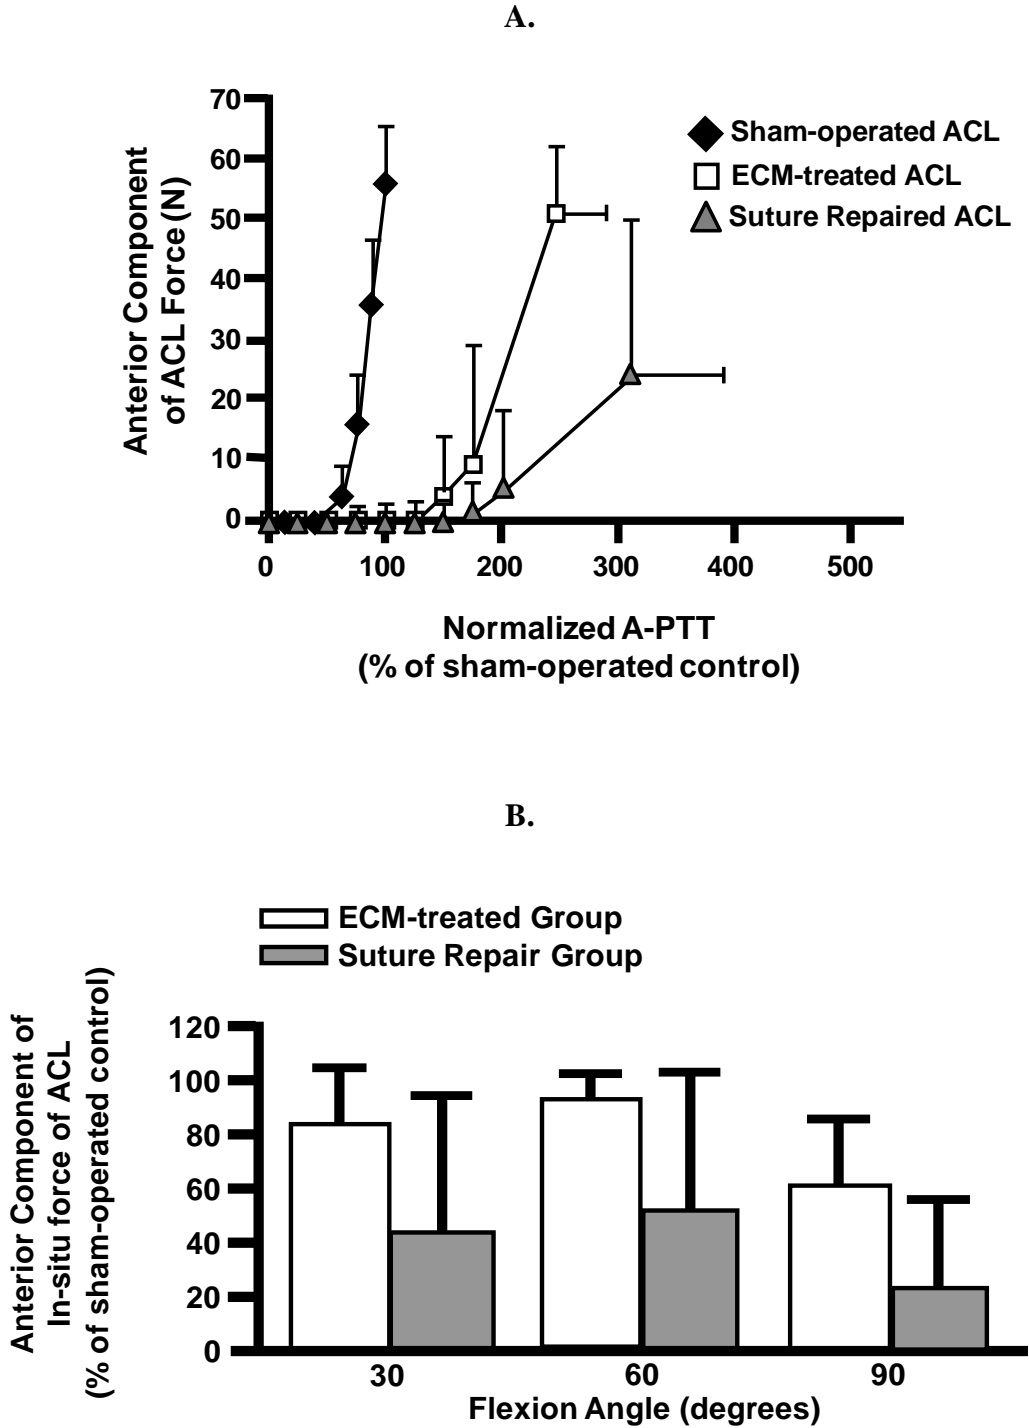 A.
70
60
50
40
30
20
10
0
Anterior Component
of ACL Force (N)
Sham-operated ACL
ECM-treated ACL
Suture Repaired ACL
0 100 200 300 400 500
Normalized A-PTT
(% of sham-operated control)
B.
ECM-treated Group
Suture Repair Group
Anterior Component of
In-situ force of ACL
(% of sham-operated control)
120
100
80
60
40
20
0
30 60 90
Flexion Angle (degrees)